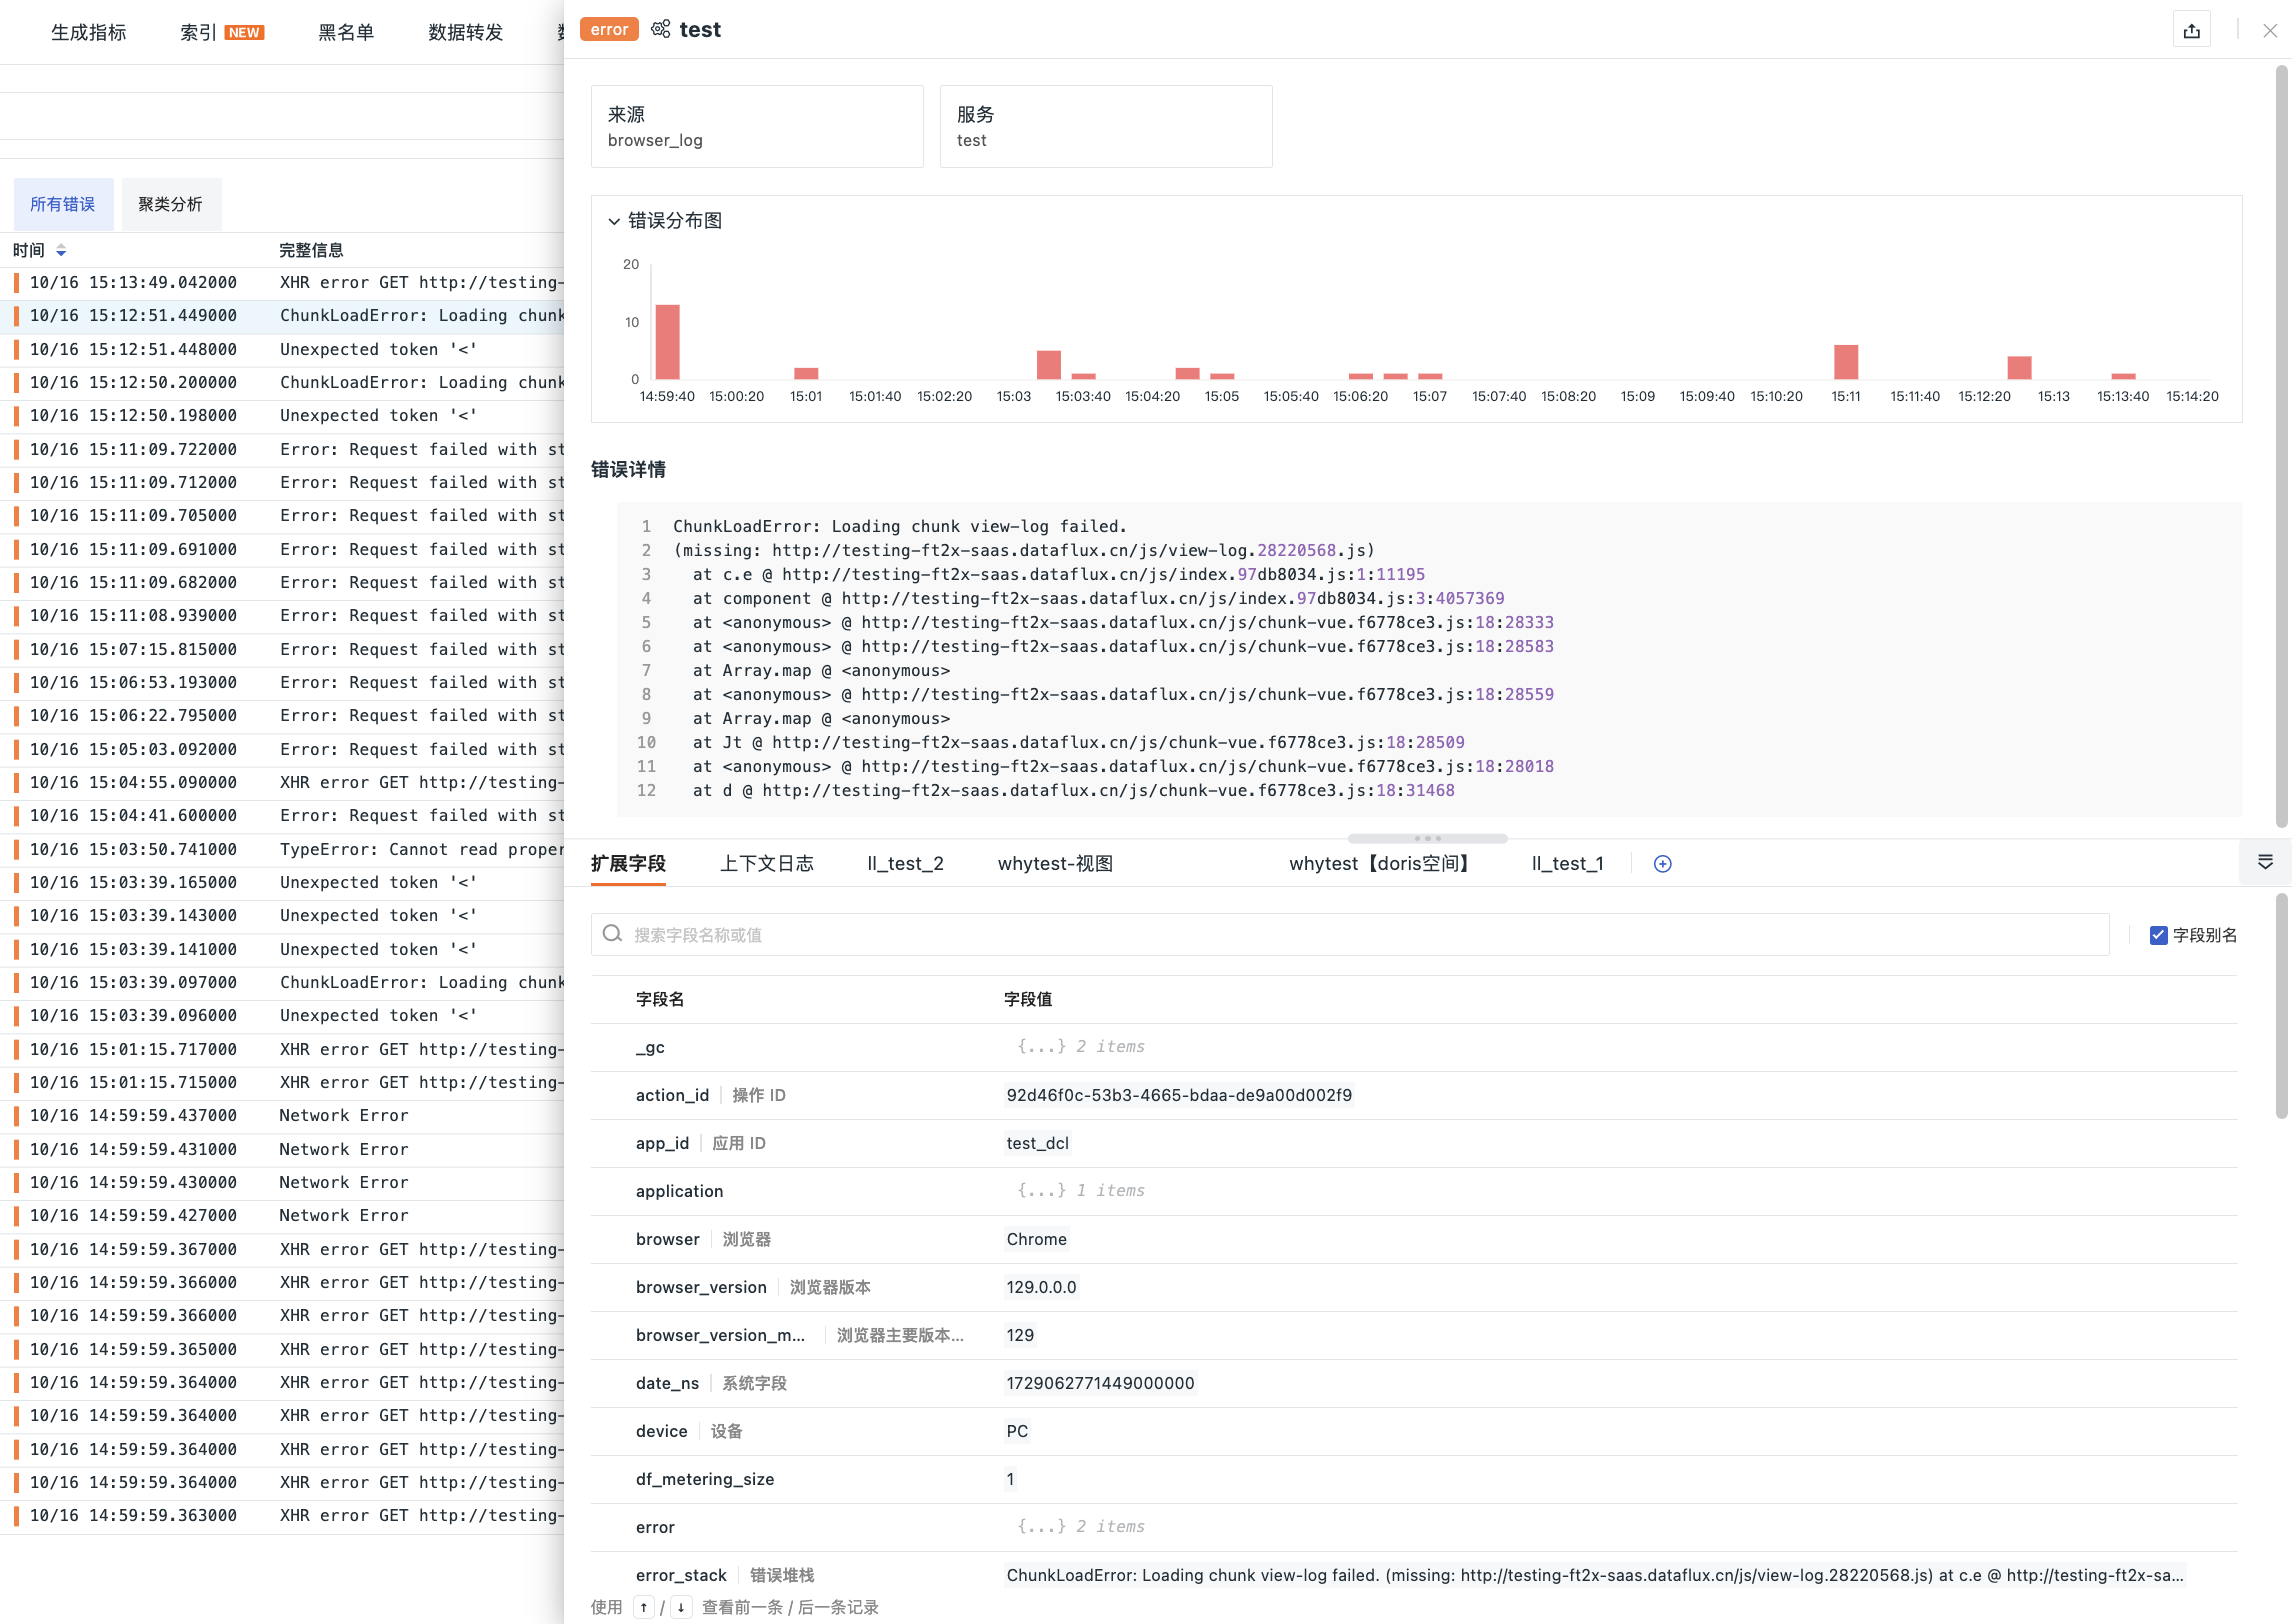 生成指标 索引 NEW 黑名单 数据转发
error test
来源
browser_log
服务
test
所有错误 聚类分析
时间 完整信息
10/16 15:13:49.042000 XHR error GET http://testing-
10/16 15:12:51.449000 ChunkLoadError: Loading chunk
10/16 15:12:51.448000 Unexpected token '<'
10/16 15:12:50.200000 ChunkLoadError: Loading chunk
10/16 15:12:50.198000 Unexpected token '<'
10/16 15:11:09.722000 Error: Request failed with st
10/16 15:11:09.712000 Error: Request failed with st
10/16 15:11:09.705000 Error: Request failed with st
10/16 15:11:09.691000 Error: Request failed with st
10/16 15:11:09.682000 Error: Request failed with st
10/16 15:11:08.939000 Error: Request failed with st
10/16 15:07:15.815000 Error: Request failed with st
10/16 15:06:53.193000 Error: Request failed with st
10/16 15:06:22.795000 Error: Request failed with st
10/16 15:05:03.092000 Error: Request failed with st
10/16 15:04:55.090000 XHR error GET http://testing-
10/16 15:04:41.600000 Error: Request failed with st
10/16 15:03:50.741000 TypeError: Cannot read proper
10/16 15:03:39.165000 Unexpected token '<'
10/16 15:03:39.143000 Unexpected token '<'
10/16 15:03:39.141000 Unexpected token '<'
10/16 15:03:39.097000 ChunkLoadError: Loading chunk
10/16 15:03:39.096000 Unexpected token '<'
10/16 15:01:15.717000 XHR error GET http://testing-
10/16 15:01:15.715000 XHR error GET http://testing-
10/16 14:59:59.437000 Network Error
10/16 14:59:59.431000 Network Error
10/16 14:59:59.430000 Network Error
10/16 14:59:59.427000 Network Error
10/16 14:59:59.367000 XHR error GET http://testing-
10/16 14:59:59.366000 XHR error GET http://testing-
10/16 14:59:59.366000 XHR error GET http://testing-
10/16 14:59:59.365000 XHR error GET http://testing-
10/16 14:59:59.364000 XHR error GET http://testing-
10/16 14:59:59.364000 XHR error GET http://testing-
10/16 14:59:59.364000 XHR error GET http://testing-
10/16 14:59:59.364000 XHR error GET http://testing-
10/16 14:59:59.363000 XHR error GET http://testing-
错误分布图
20
10
0
14:59:40 15:00:20 15:01 15:01:40 15:02:20 15:03 15:03:40 15:04:20 15:05 15:05:40 15:06:20 15:07 15:07:40 15:08:20 15:09 15:09:40 15:10:20 15:11 15:11:40 15:12:20 15:13 15:13:40 15:14:20
错误详情
1 ChunkLoadError: Loading chunk view-log failed.
2 (missing: http://testing-ft2x-saas.dataflux.cn/js/view-log.28220568.js)
3 at c.e @ http://testing-ft2x-saas.dataflux.cn/js/index.97db8034.js:1:11195
4 at component @ http://testing-ft2x-saas.dataflux.cn/js/index.97db8034.js:3:4057369
5 at <anonymous> @ http://testing-ft2x-saas.dataflux.cn/js/chunk-vue.f6778ce3.js:18:28333
6 at <anonymous> @ http://testing-ft2x-saas.dataflux.cn/js/chunk-vue.f6778ce3.js:18:28583
7 at Array.map @ <anonymous>
8 at <anonymous> @ http://testing-ft2x-saas.dataflux.cn/js/chunk-vue.f6778ce3.js:18:28559
9 at Array.map @ <anonymous>
10 at Jt @ http://testing-ft2x-saas.dataflux.cn/js/chunk-vue.f6778ce3.js:18:28509
11 at <anonymous> @ http://testing-ft2x-saas.dataflux.cn/js/chunk-vue.f6778ce3.js:18:28018
12 at d @ http://testing-ft2x-saas.dataflux.cn/js/chunk-vue.f6778ce3.js:18:31468
扩展字段 上下文日志 ll_test_2 whytest-视图 whytest【doris空间】 ll_test_1
搜索字段名称或值 字段别名
字段名 字段值
_gc {...} 2 items
action_id 操作 ID 92d46f0c-53b3-4665-bdaa-de9a00d002f9
app_id 应用 ID test_dcl
application {...} 1 items
browser 浏览器 Chrome
browser_version 浏览器版本 129.0.0.0
browser_version_m... 浏览器主要版本... 129
date_ns 系统字段 1729062771449000000
device 设备 PC
df_metering_size 1
error {...} 2 items
error_stack 错误堆栈 ChunkLoadError: Loading chunk view-log failed. (missing: http://testing-ft2x-saas.dataflux.cn/js/view-log.28220568.js) at c.e @ http://testing-ft2x-sa...
使用 ↑ / ↓ 查看前一条 / 后一条记录